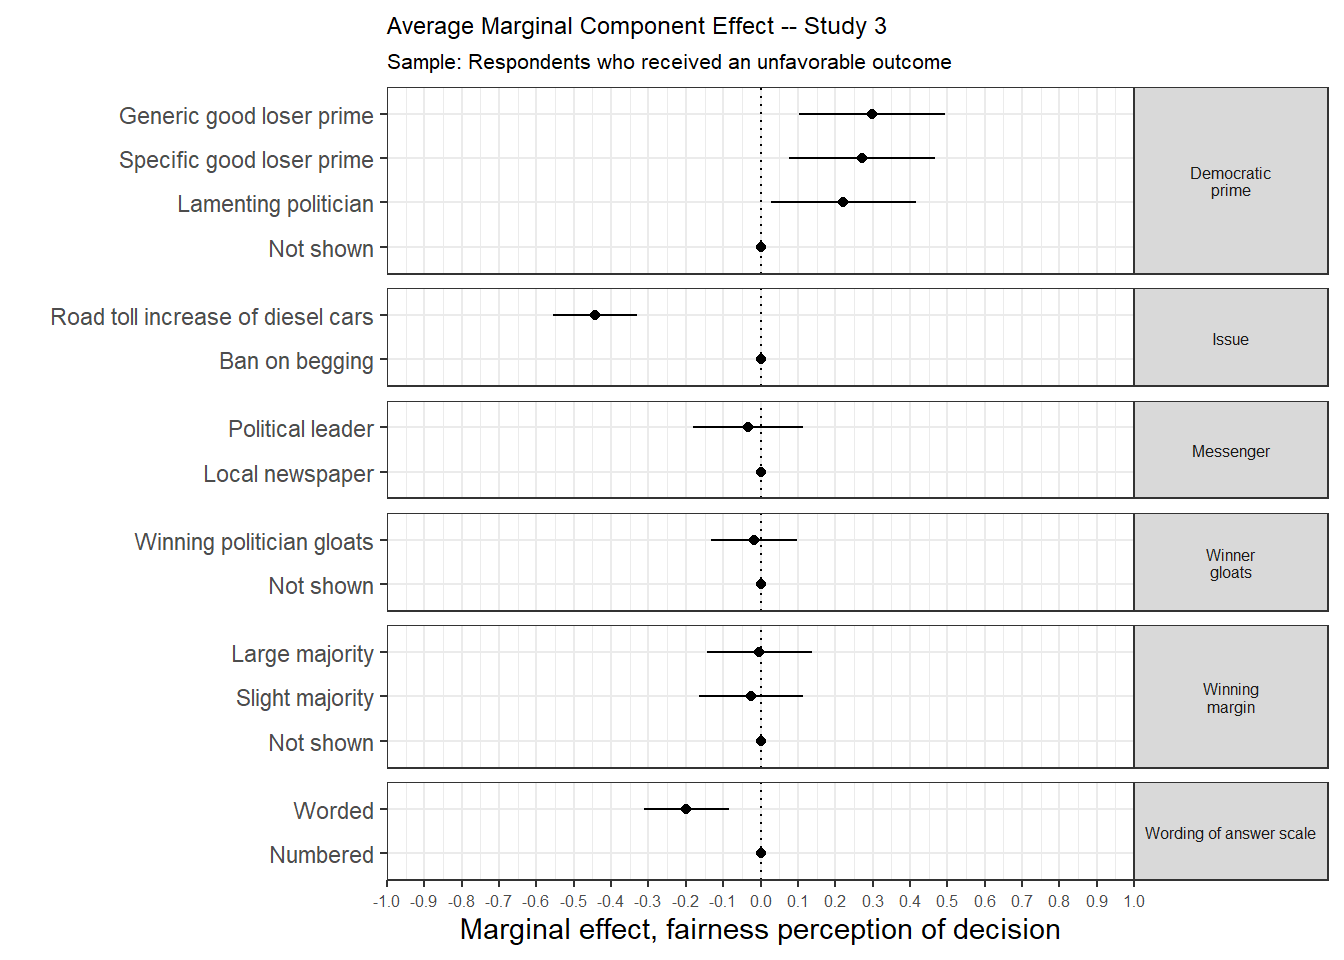 Average Marginal Component Effect -- Study 3
Sample: Respondents who received an unfavorable outcome
Generic good loser prime
Specific good loser prime
Lamenting politician
Not shown
Democratic
prime
Road toll increase of diesel cars
Ban on begging
Issue
Political leader
Local newspaper
Messenger
Winning politician gloats
Not shown
Winner
gloats
Large majority
Slight majority
Not shown
Winning
margin
Worded
Numbered
Wording of answer scale
-1.0 -0.9 -0.8 -0.7 -0.6 -0.5 -0.4 -0.3 -0.2 -0.1 0.0 0.1 0.2 0.3 0.4 0.5 0.6 0.7 0.8 0.9 1.0
Marginal effect, fairness perception of decision